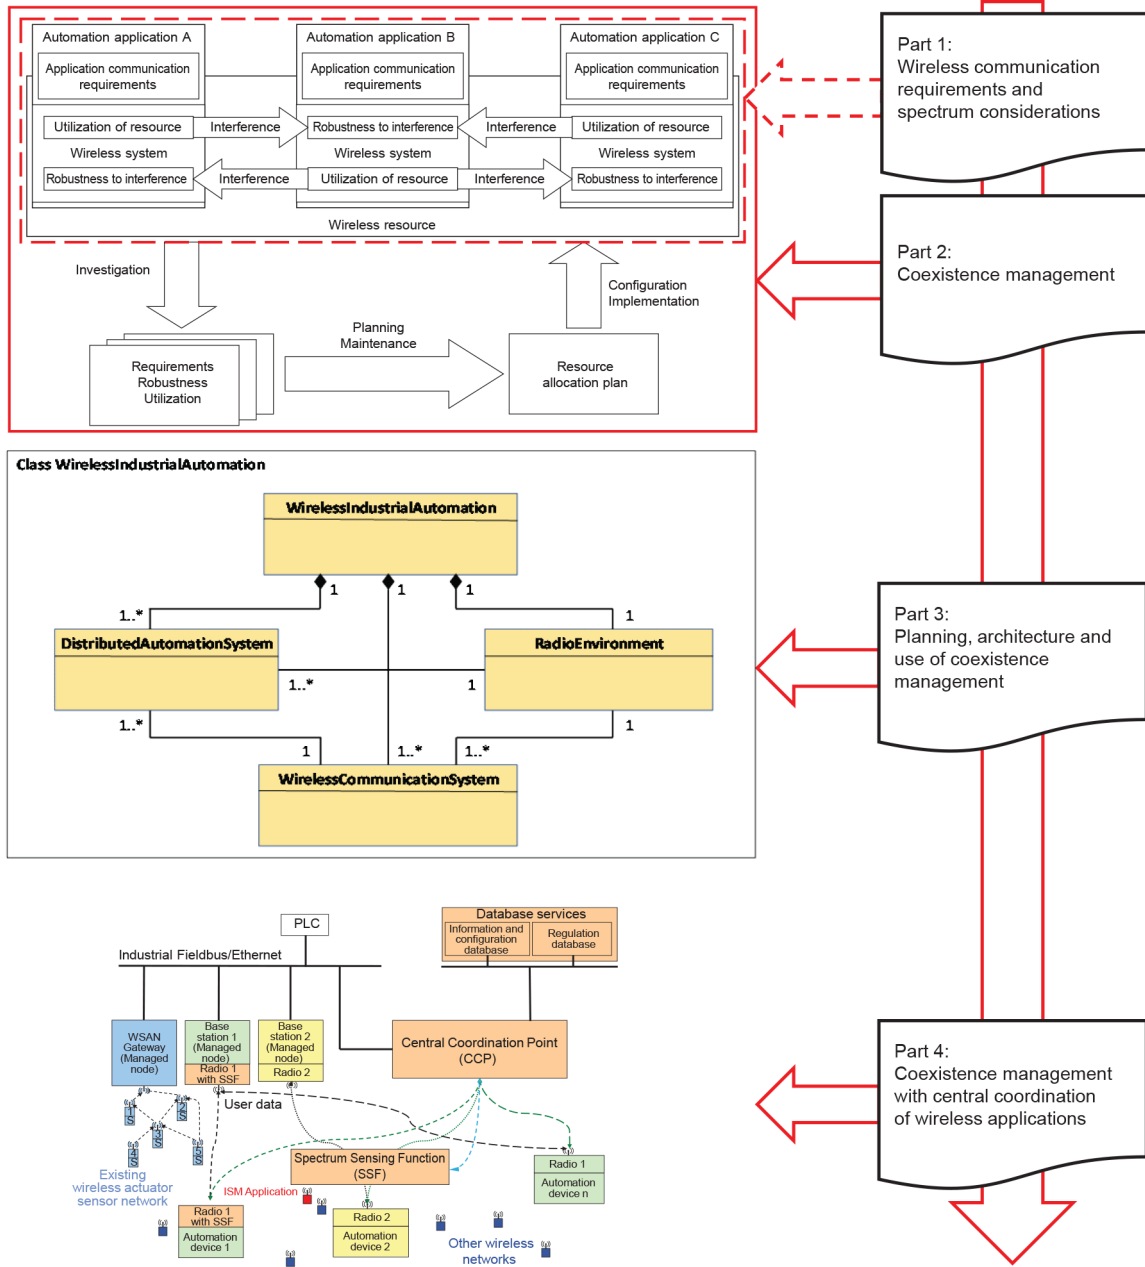 Automation application A
Automation application B
Automation application C
Application communication
requirements
Application communication
requirements
Application communication
requirements
Utilization of resource
Interference
Robustness to interference
Interference
Utilization of resource
Wireless system
Wireless system
Wireless system
Robustness to interference
Interference
Utilization of resource
Interference
Robustness to interference
Wireless resource
Investigation
Configuration
Implementation
Planning
Maintenance
Requirements
Robustness
Utilization
Resource
allocation plan
Part 1:
Wireless communication
requirements and
spectrum considerations
Part 2:
Coexistence management
Class WirelessIndustrialAutomation
WirelessIndustrialAutomation
1
1
1
1..*
1
DistributedAutomationSystem
RadioEnvironment
1..*
1
1..*
1
1
1..*
1..*
WirelessCommunicationSystem
Part 3:
Planning, architecture and
use of coexistence
management
PLC
Industrial Fieldbus/Ethernet
Database services
Information and
configuration
database
Regulation
database
WSAN
Gateway
(Managed
node)
Base
station 1
(Managed
node)
Radio 1
with SSF
Base
station 2
(Managed
node)
Radio 2
Central Coordination Point
(CCP)
User data
S1
S2
S3
S4
S5
Existing
wireless actuator
sensor network
Spectrum Sensing Function
(SSF)
ISM Application
Radio 1
Automation
device n
Radio 1
with SSF
Automation
device 1
Radio 2
Automation
device 2
Other wireless
networks
Part 4:
Coexistence management
with central coordination
of wireless applications